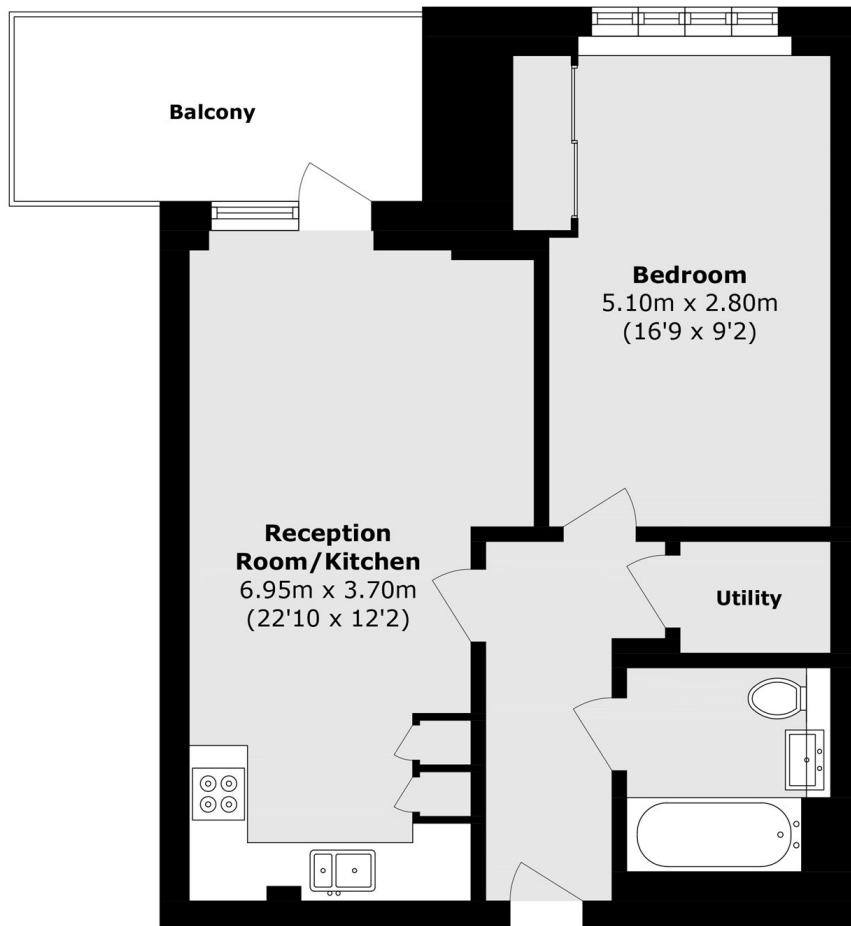 Balcony
Bedroom
5.10m x 2.80m
(16'9 x 9'2)
Reception
Room/Kitchen
6.95m x 3.70m
(22'10 x 12'2)
Utility